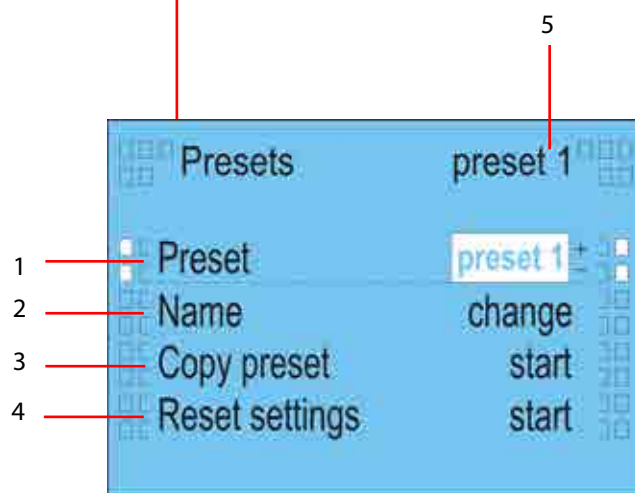 5
Presets preset 1
1 Preset preset 1 + -
2 Name change
3 Copy preset start
4 Reset settings start